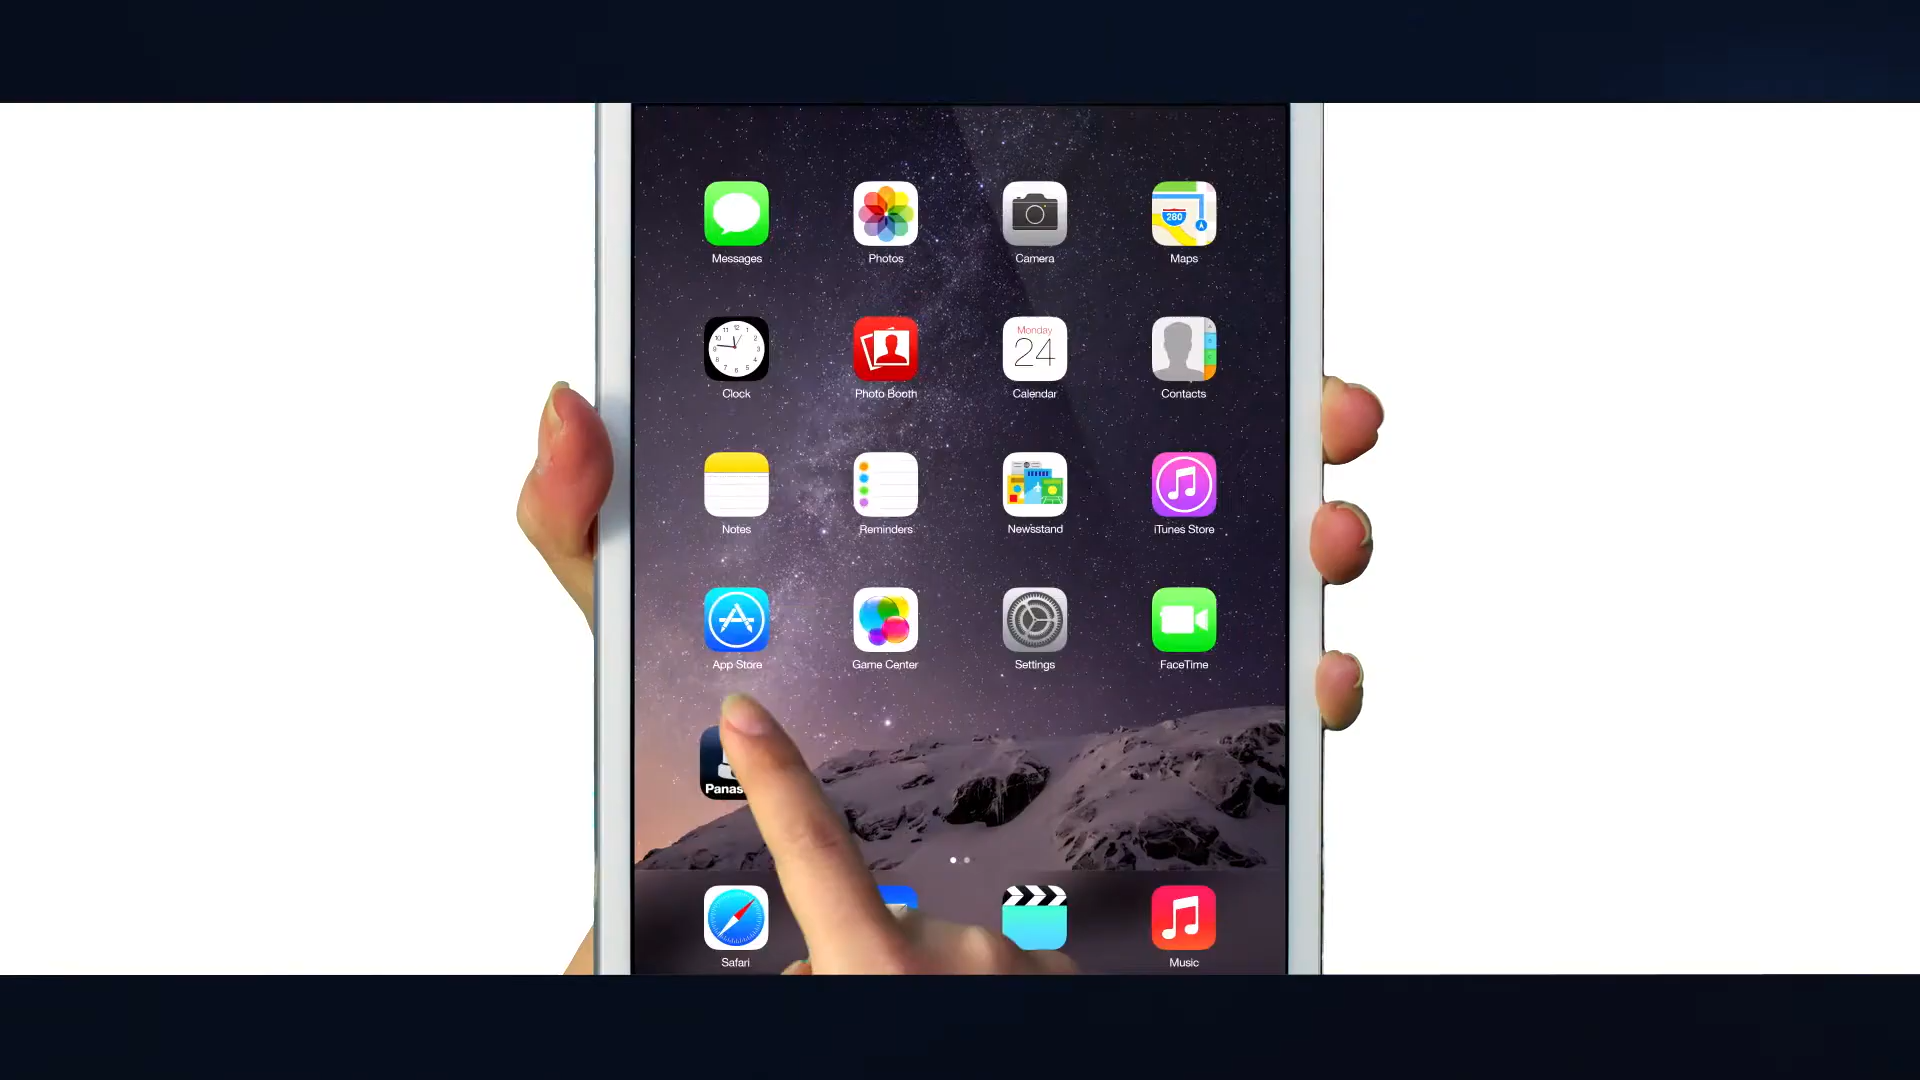 280
Messages Photos Camera Maps
Monday
24
Clock Photo Booth Calendar Contacts
Notes Reminders Newsstand iTunes Store
App Store Game Center Settings FaceTime
Panas
Safari Music